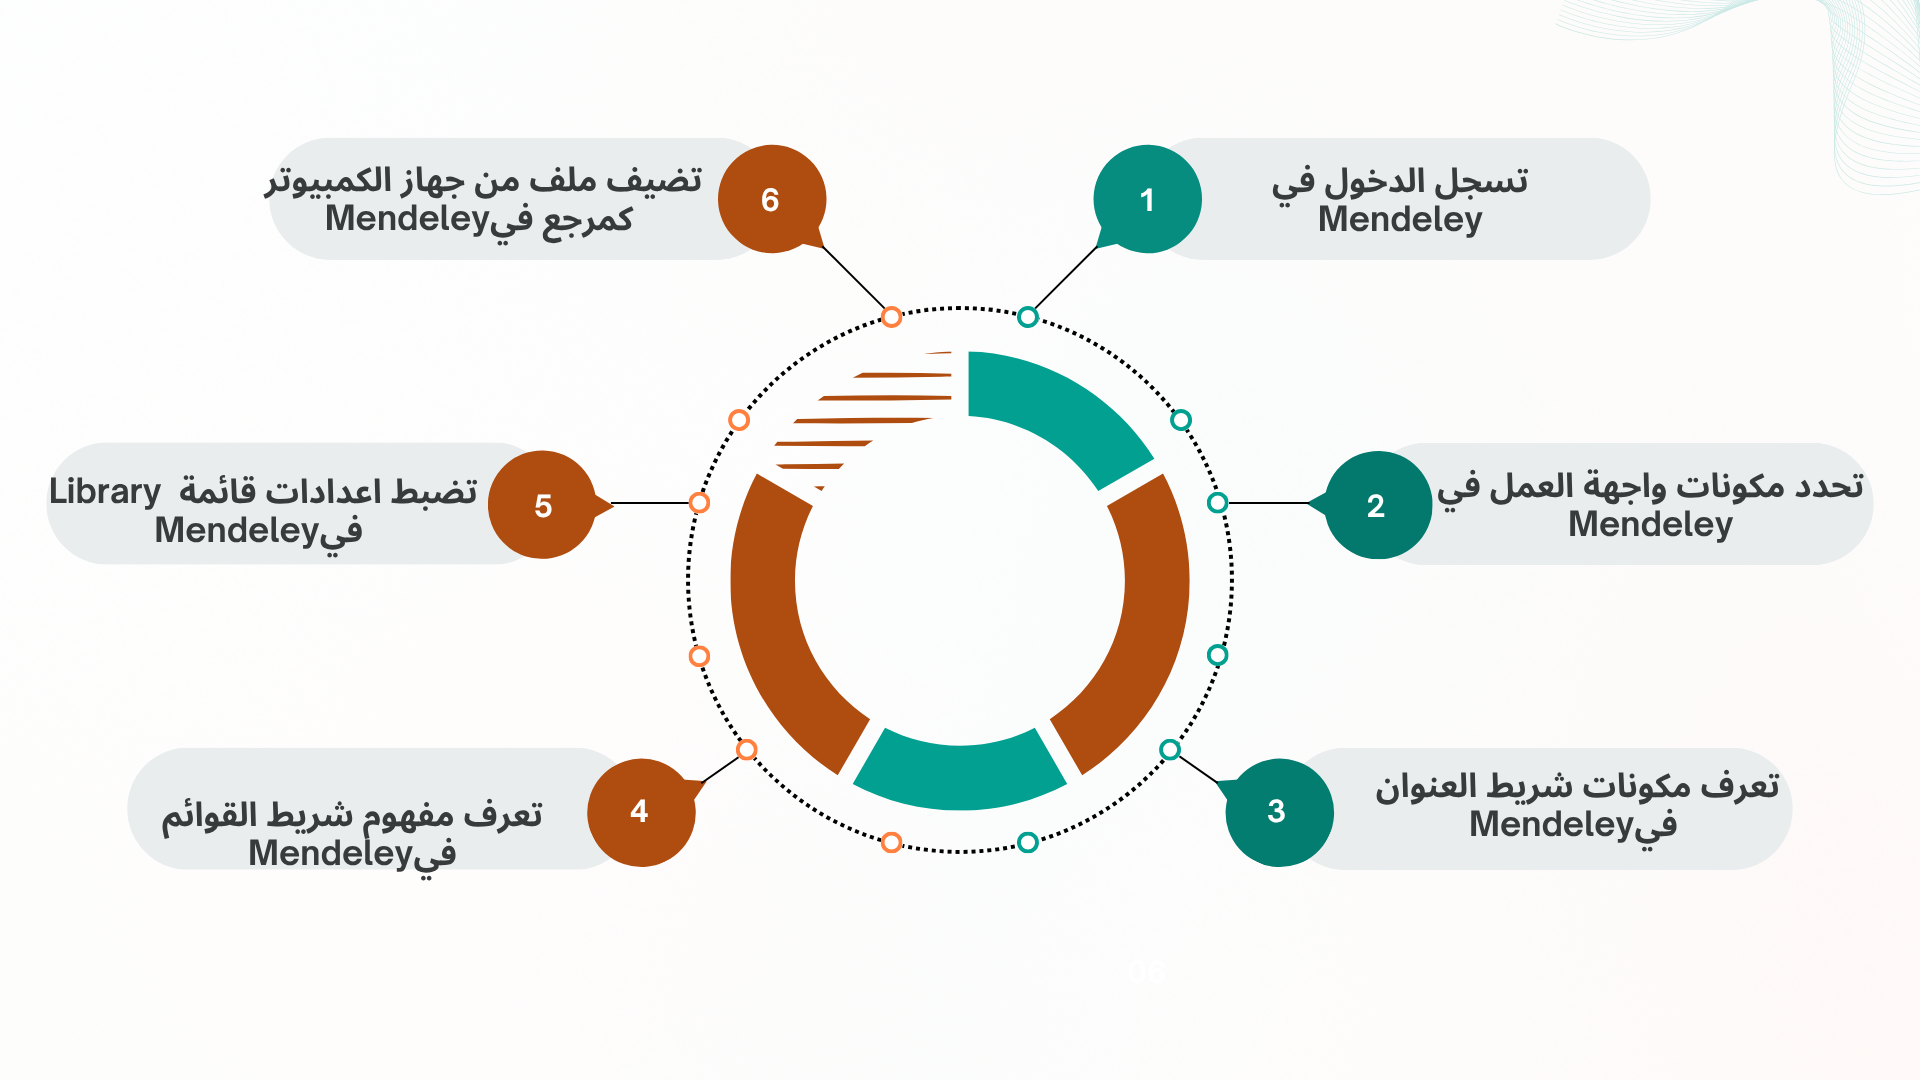 1
تسجل الدخول في
Mendeley
2
تحدد مكونات واجهة العمل في
Mendeley
3
تعرف مكونات شريط العنوان
فيMendeley
4
تعرف مفهوم شريط القوائم
فيMendeley
5
تضبط اعدادات قائمة Library
فيMendeley
6
تضيف ملف من جهاز الكمبيوتر
كمرجع فيMendeley
06